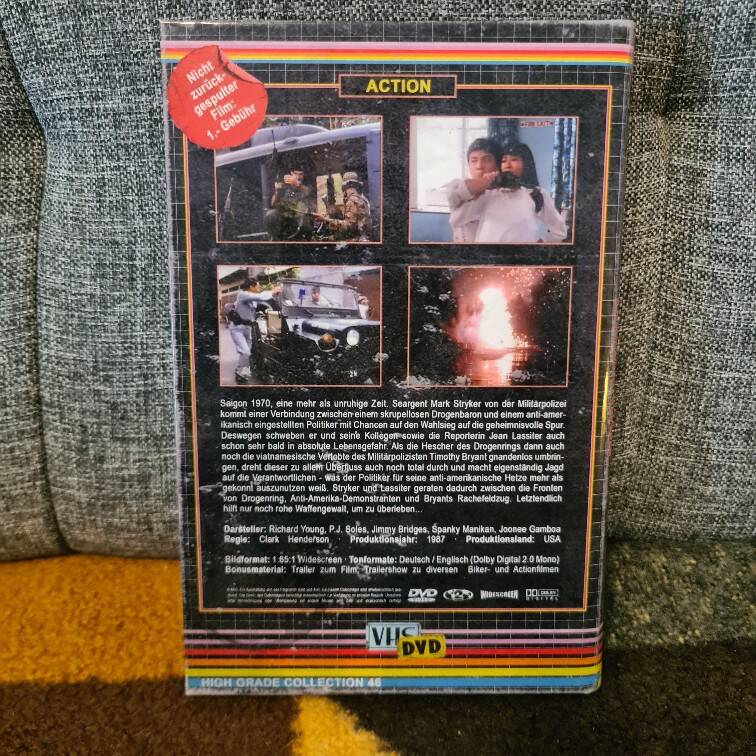 Nicht
zurück-
gespulter
Film:
1.- Gebühr
ACTION
Saigon 1970, eine mehr als unruhige Zeit. Seargent Mark Stryker von der Militärpolizei
kommt einer Verbindung zwischen einem skrupellosen Drogenbaron und einem anti-amer-
ikanisch eingestellten Politiker mit Chancen auf den Wahlsieg auf die geheimnisvolle Spur.
Deswegen schweben er und seine Kollegen sowie die Reporterin Jean Lassiter auch
schon sehr bald in absolute Lebensgefahr. Als die Hescher des Drogenrings dann auch
noch die viatnamesische Verlobte des Militärpolizisten Timothy Bryant gnandenlos umbrin-
gen, dreht dieser zu allem Überfluss auch noch total durch und macht eigenständig Jagd
auf die Verantwortlichen - was der Politiker für seine anti-amerikanische Hetze mehr als
gekonnt auszunutzen weiß. Stryker und Lassiter geraten dadurch zwischen die Fronten
von Drogenring, Anti-Amerika-Demonstranten und Bryants Rachefeldzug. Letztendlich
hilft nur noch rohe Waffengewalt, um zu überleben...
Darsteller: Richard Young, P.J. Soles, Jimmy Bridges, Spanky Manikan, Joonee Gamboa
Regie: Clark Henderson · Produktionsjahr: 1987 · Produktionsland: USA
Bildformat: 1.85:1 Widescreen · Tonformate: Deutsch / Englisch (Dolby Digital 2.0 Mono)
Bonusmaterial: Trailer zum Film, Trailershow zu diversen Biker- und Actionfilmen
DVD VIDEO WIDESCREEN DOLBY DIGITAL
VHS
DVD
HIGH GRADE COLLECTION 46